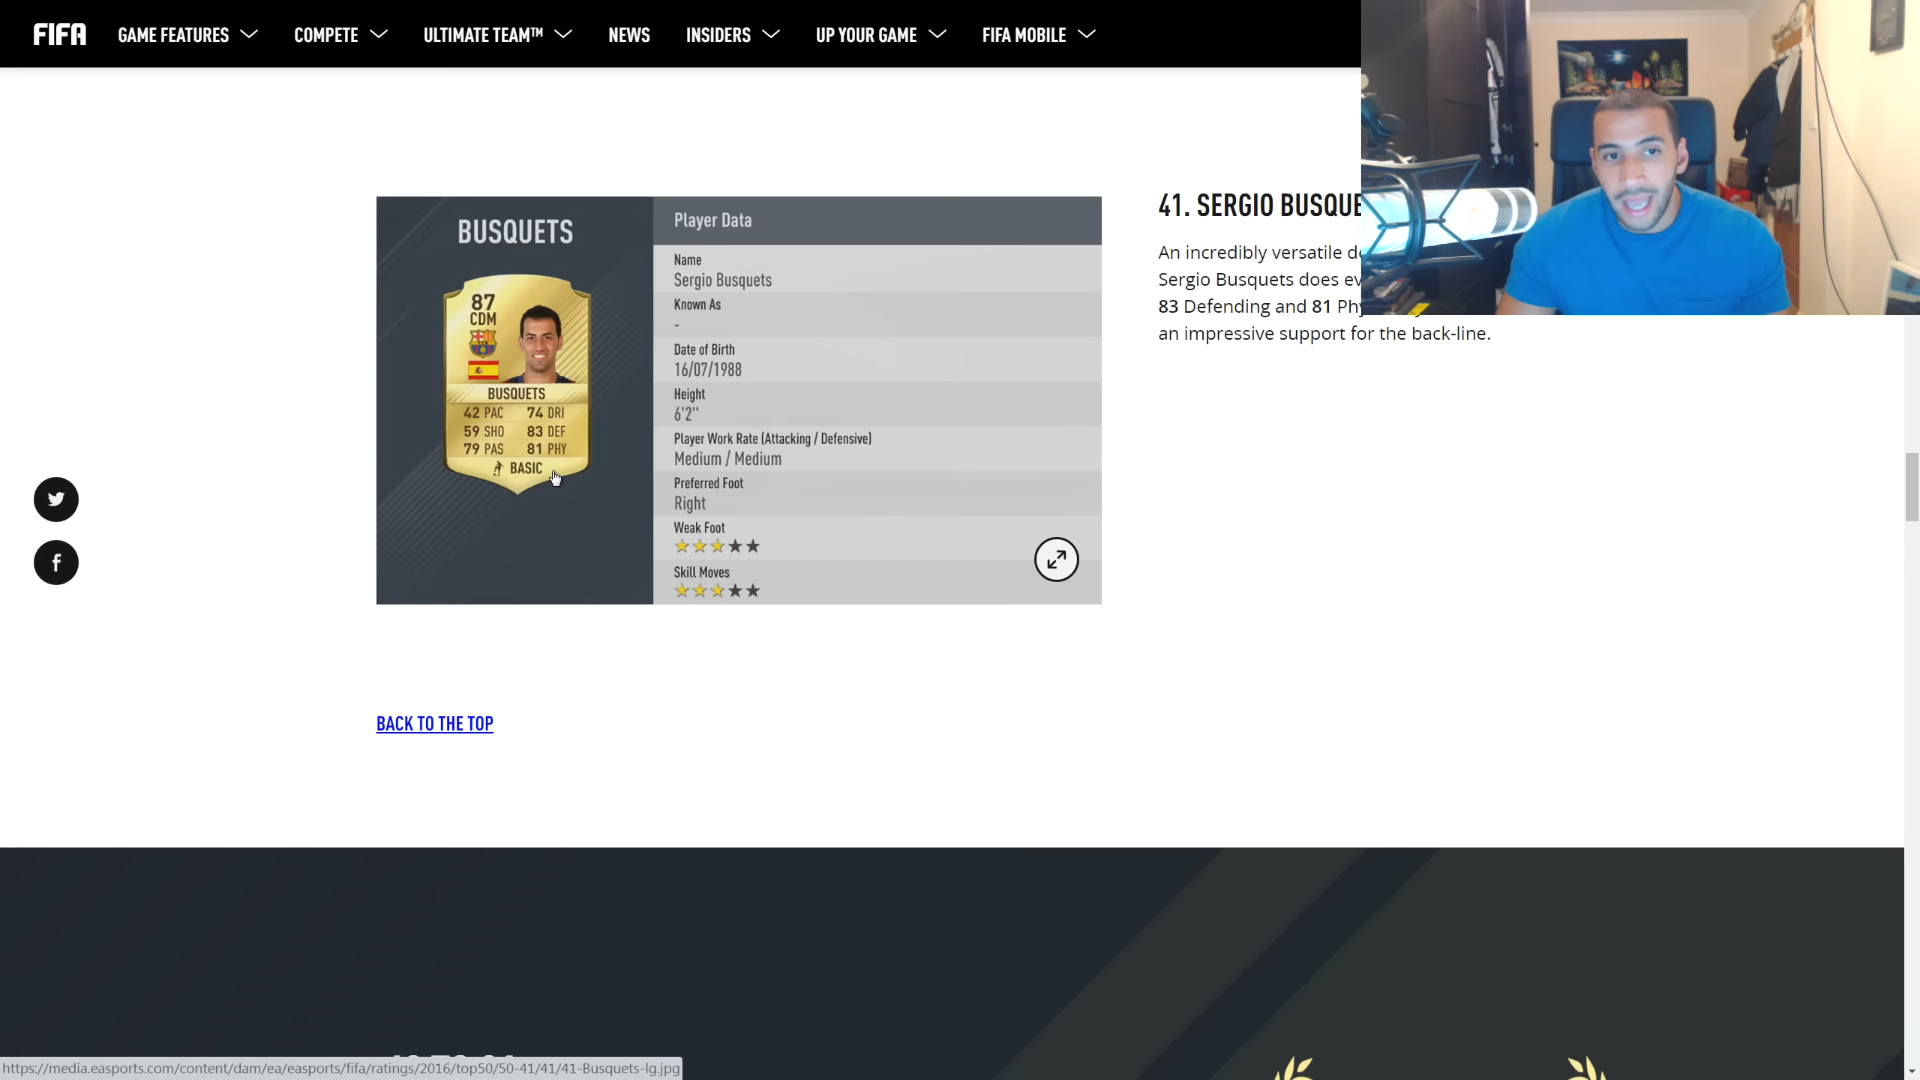 FIFA
GAME FEATURES
COMPETE
ULTIMATE TEAM™
NEWS
INSIDERS
UP YOUR GAME
FIFA MOBILE
BUSQUETS
87
CDM
BUSQUETS
42 PAC 74 DRI
59 SHO 83 DEF
79 PAS 81 PHY
BASIC
Player Data
Name
Sergio Busquets
Known As
-
Date of Birth
16/07/1988
Height
6'2"
Player Work Rate (Attacking / Defensive)
Medium / Medium
Preferred Foot
Right
Weak Foot
Skill Moves
41. SERGIO BUSQUE
An incredibly versatile d
Sergio Busquets does ev
83 Defending and 81 Phy
an impressive support for the back-line.
BACK TO THE TOP
https://media.easports.com/content/dam/ea/easports/fifa/ratings/2016/top50/50-41/41/41-Busquets-lg.jpg